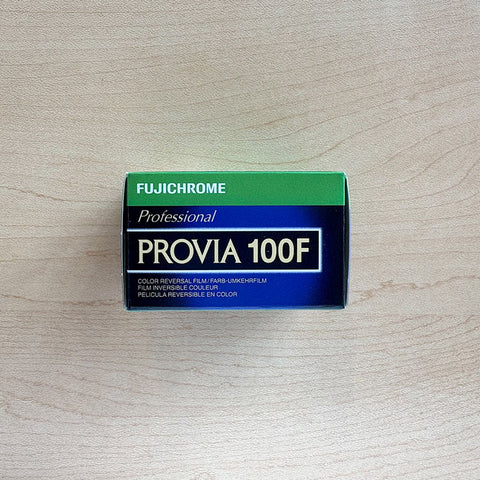 FUJICHROME
Professional
PROVIA 100F
COLOR REVERSAL FILM/FARB-UMKEHRFILM
FILM INVERSIBLE COULEUR
PELICULA REVERSIBLE EN COLOR